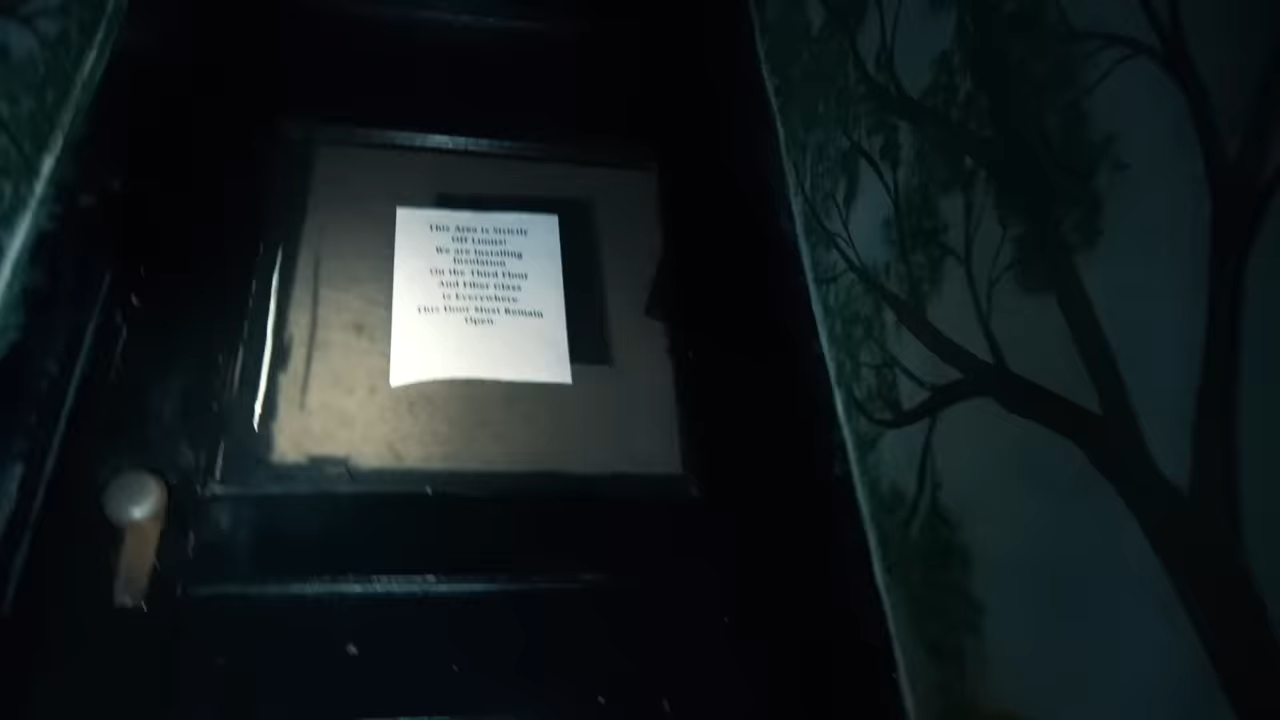 This Area is Strictly
Off Limits!
We are Installing
Insulation
On the Third Floor
And Fiber Glass
is Everywhere.
This Door Must Remain
Open.